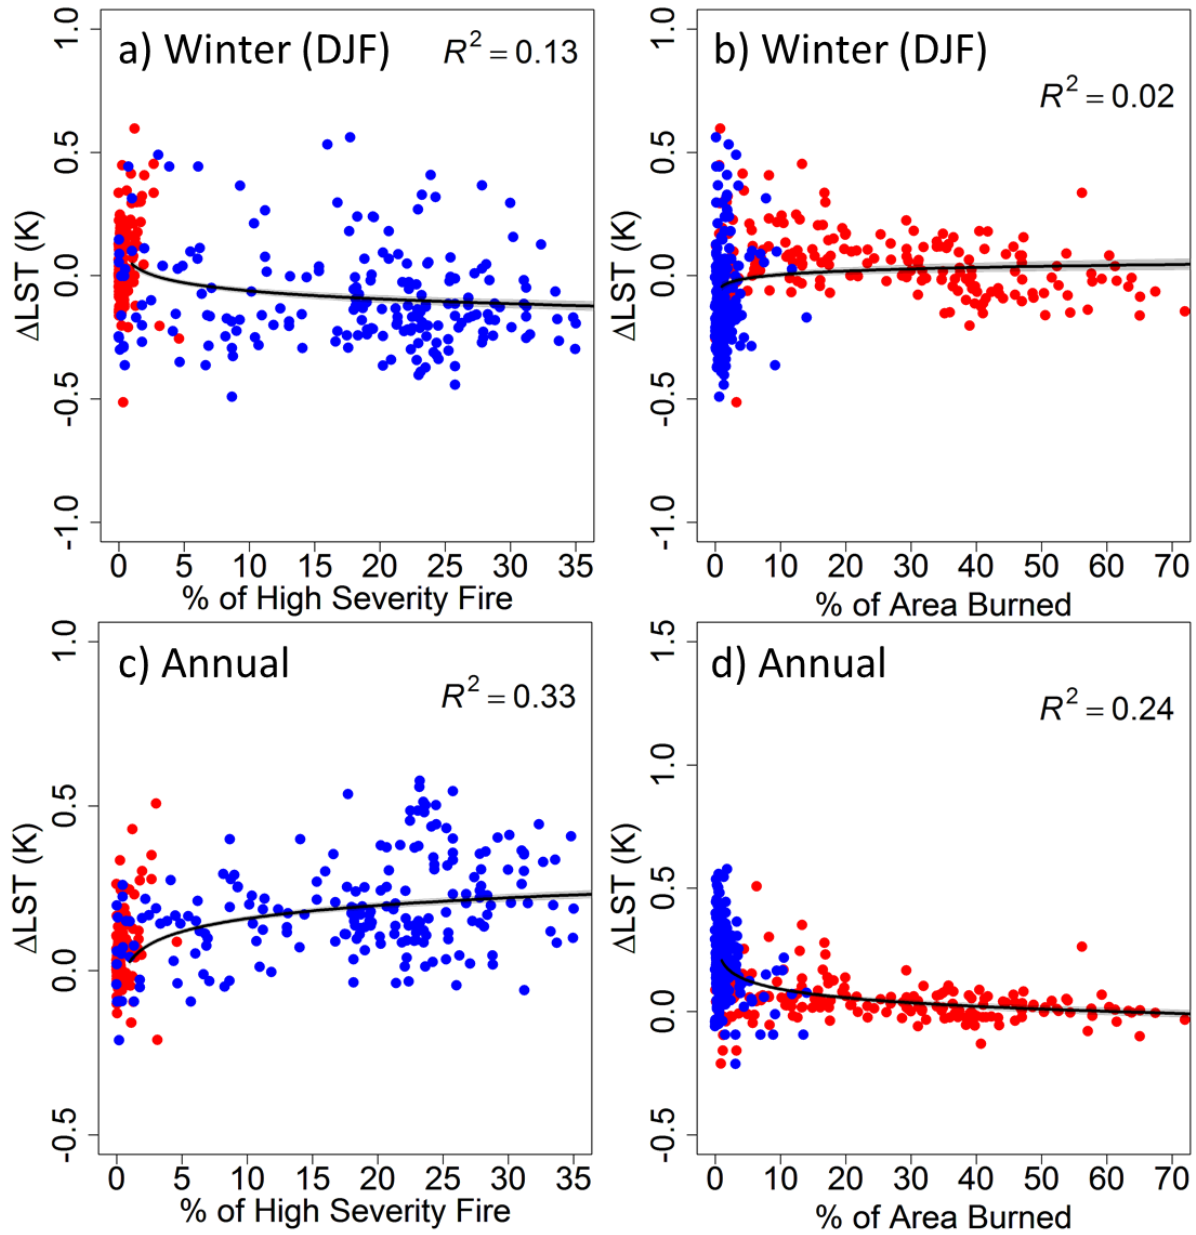 a) Winter (DJF)
R² = 0.13
1.0
0.5
0.0
-0.5
-1.0
ΔLST (K)
0 5 10 15 20 25 30 35
% of High Severity Fire
b) Winter (DJF)
R² = 0.02
1.0
0.5
0.0
-0.5
-1.0
ΔLST (K)
0 10 20 30 40 50 60 70
% of Area Burned
c) Annual
R² = 0.33
1.0
0.5
0.0
-0.5
ΔLST (K)
0 5 10 15 20 25 30 35
% of High Severity Fire
d) Annual
R² = 0.24
1.5
1.0
0.5
0.0
-0.5
ΔLST (K)
0 10 20 30 40 50 60 70
% of Area Burned